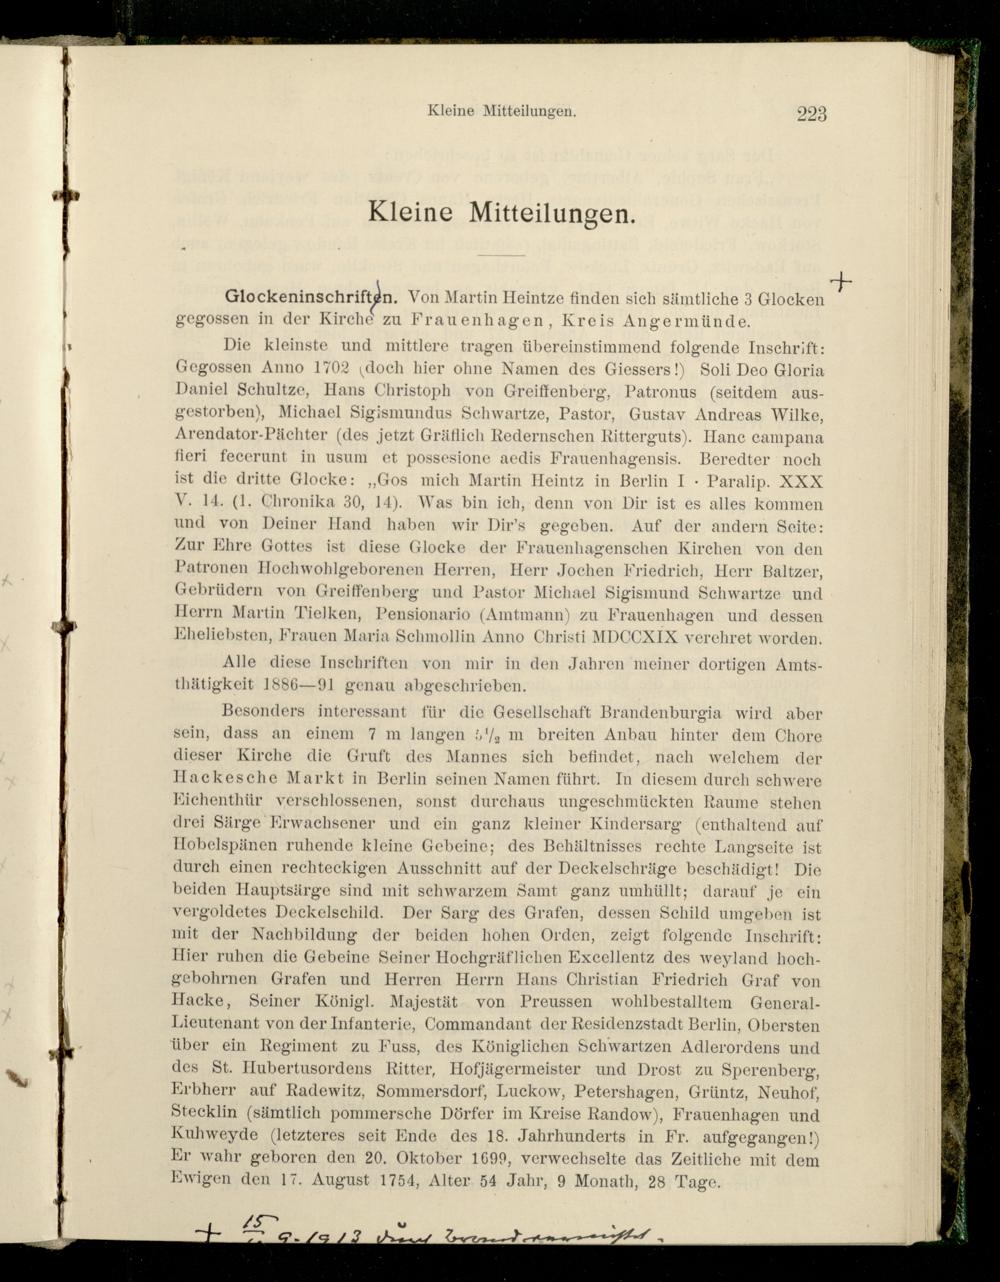 Kleine Mitteilungen. 223
Kleine Mitteilungen.
+
Glockeninschriften. Von Martin Heintze finden sich sämtliche 3 Glocken
gegossen in der Kirche zu Frauenhagen, Kreis Angermünde.
Die kleinste und mittlere tragen übereinstimmend folgende Inschrift:
Gegossen Anno 1702 (doch hier ohne Namen des Giessers!) Soli Deo Gloria
Daniel Schultze, Hans Christoph von Greiffenberg, Patronus (seitdem aus-
gestorben), Michael Sigismundus Schwartze, Pastor, Gustav Andreas Wilke,
Arendator-Pächter (des jetzt Gräflich Redernschen Ritterguts). Hanc campana
fieri fecerunt in usum et possesione aedis Frauenhagensis. Beredter noch
ist die dritte Glocke: „Gos mich Martin Heintz in Berlin I · Paralip. XXX
V. 14. (1. Chronika 30, 14). Was bin ich, denn von Dir ist es alles kommen
und von Deiner Hand haben wir Dir's gegeben. Auf der andern Seite:
Zur Ehre Gottes ist diese Glocke der Frauenhagenschen Kirchen von den
Patronen Hochwohlgeborenen Herren, Herr Jochen Friedrich, Herr Baltzer,
Gebrüdern von Greiffenberg und Pastor Michael Sigismund Schwartze und
Herrn Martin Tielken, Pensionario (Amtmann) zu Frauenhagen und dessen
Eheliebsten, Frauen Maria Schmollin Anno Christi MDCCXIX verehret worden.
Alle diese Inschriften von mir in den Jahren meiner dortigen Amts-
thätigkeit 1886—91 genau abgeschrieben.
Besonders interessant für die Gesellschaft Brandenburgia wird aber
sein, dass an einem 7 m langen 5 1/2 m breiten Anbau hinter dem Chore
dieser Kirche die Gruft des Mannes sich befindet, nach welchem der
Hackesche Markt in Berlin seinen Namen führt. In diesem durch schwere
Eichenthür verschlossenen, sonst durchaus ungeschmückten Raume stehen
drei Särge Erwachsener und ein ganz kleiner Kindersarg (enthaltend auf
Hobelspänen ruhende kleine Gebeine; des Behältnisses rechte Langseite ist
durch einen rechteckigen Ausschnitt auf der Deckelschräge beschädigt! Die
beiden Hauptsärge sind mit schwarzem Samt ganz umhüllt; darauf je ein
vergoldetes Deckelschild. Der Sarg des Grafen, dessen Schild umgeben ist
mit der Nachbildung der beiden hohen Orden, zeigt folgende Inschrift:
Hier ruhen die Gebeine Seiner Hochgräflichen Excellentz des weyland hoch-
gebohrnen Grafen und Herren Herrn Hans Christian Friedrich Graf von
Hacke, Seiner Königl. Majestät von Preussen wohlbestalltem General-
Lieutenant von der Infanterie, Commandant der Residenzstadt Berlin, Obersten
über ein Regiment zu Fuss, des Königlichen Schwartzen Adlerordens und
des St. Hubertusordens Ritter, Hofjägermeister und Drost zu Sperenberg,
Erbherr auf Radewitz, Sommersdorf, Luckow, Petershagen, Grüntz, Neuhof,
Stecklin (sämtlich pommersche Dörfer im Kreise Randow), Frauenhagen und
Kuhweyde (letzteres seit Ende des 18. Jahrhunderts in Fr. aufgegangen!)
Er wahr geboren den 20. Oktober 1699, verwechselte das Zeitliche mit dem
Ewigen den 17. August 1754, Alter 54 Jahr, 9 Monath, 28 Tage.
+ 15 9. 1913